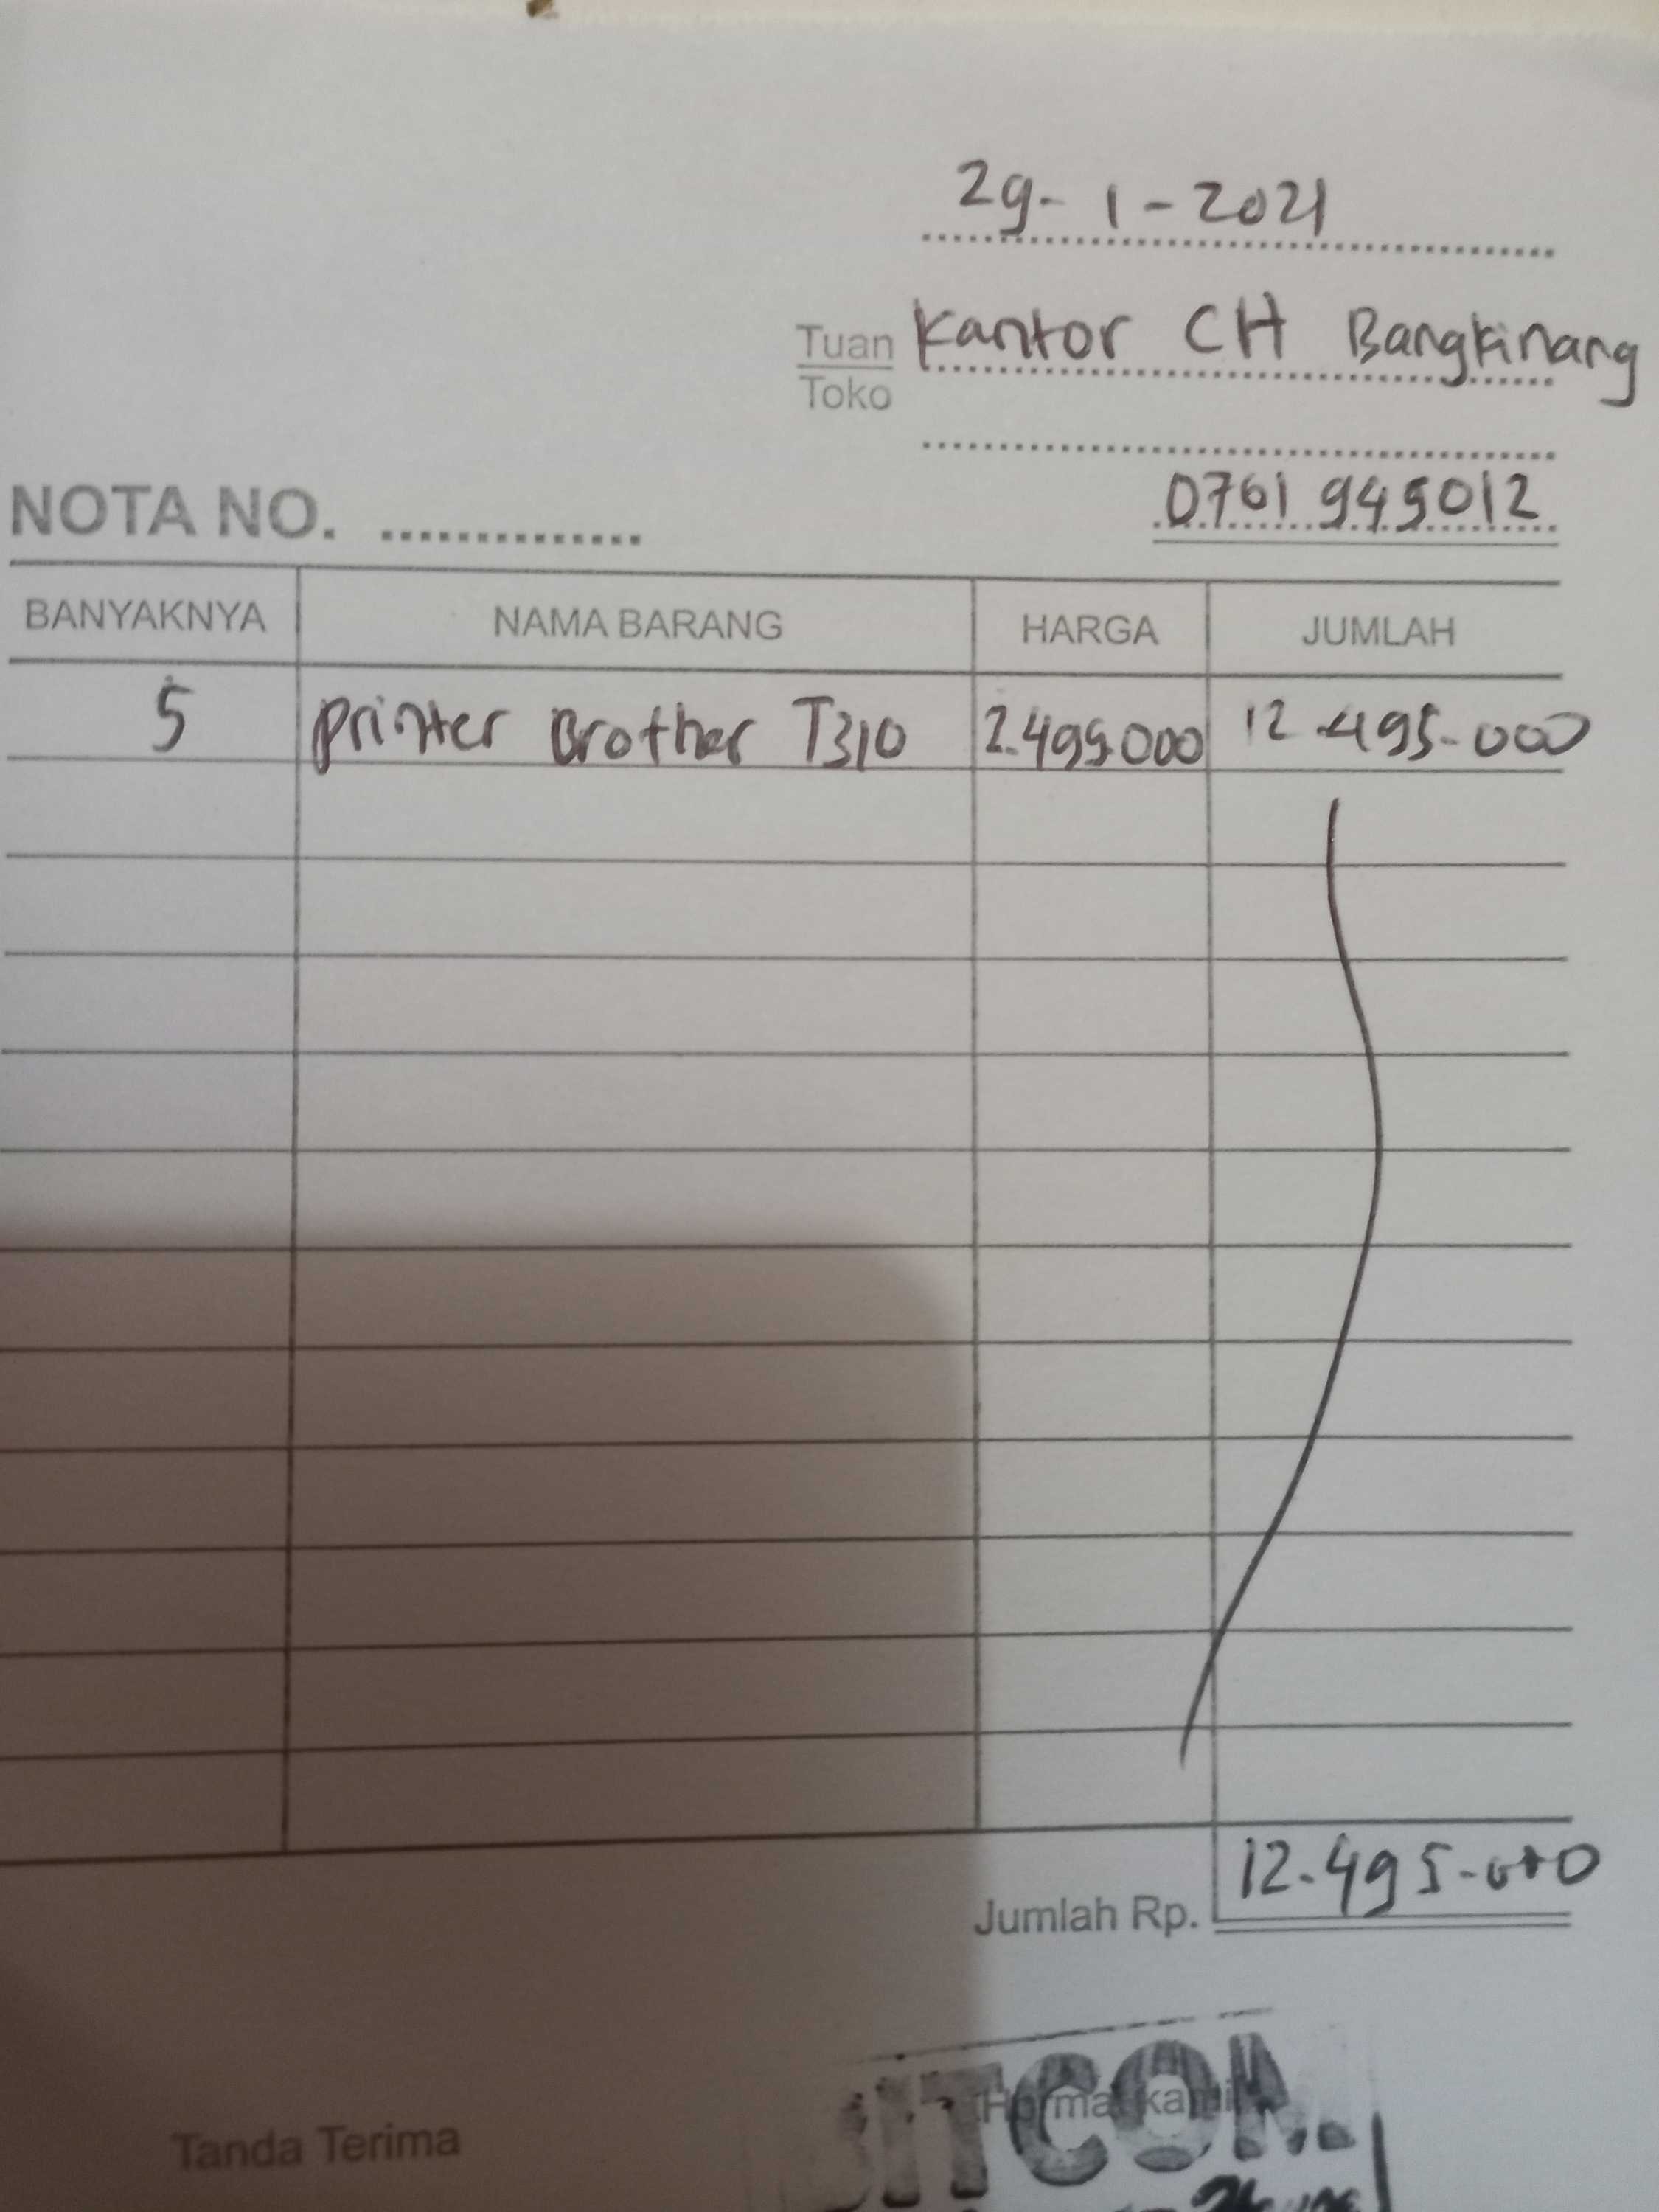 29-1-2021
Tuan Kantor CH Bangkinang
Toko
0761 945012
NOTA NO. ..............
BANYAKNYA NAMA BARANG HARGA JUMLAH
5 Printer Brother T310 2.499.000 12.495.000
Jumlah Rp. 12.495.000
Tanda Terima Hormat kami
ITCOM